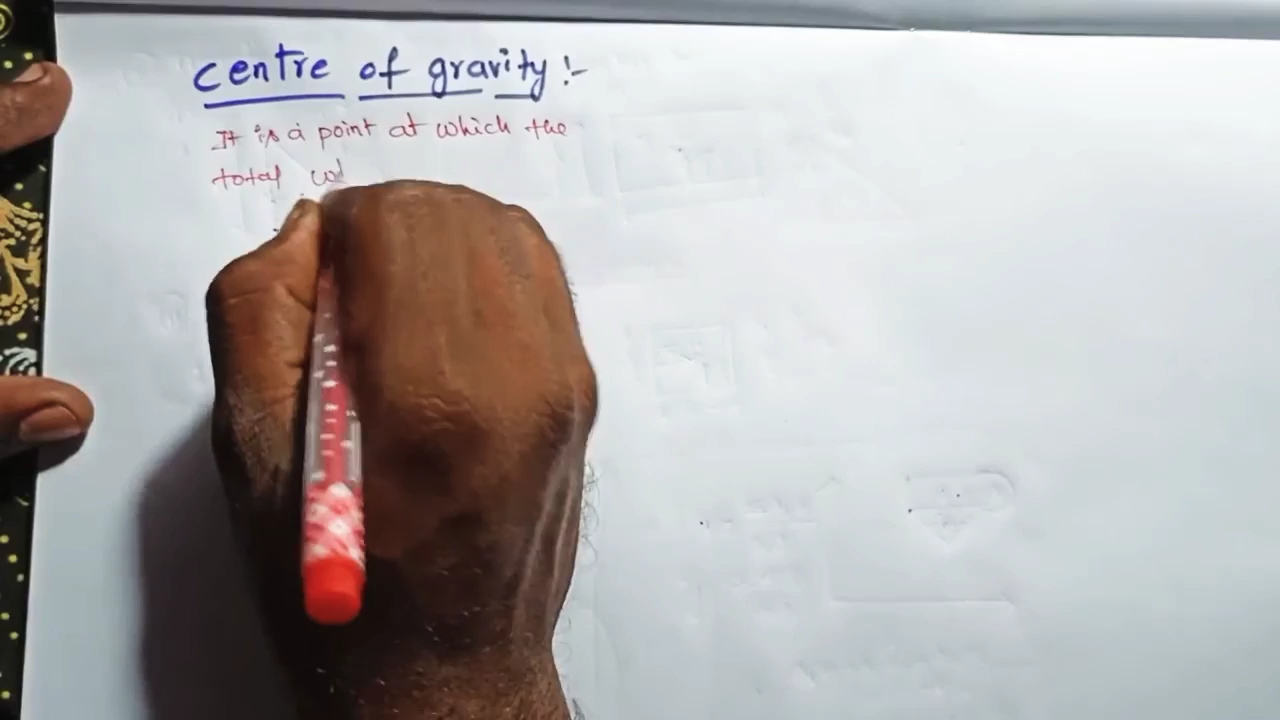 Centre of gravity :-
It is a point at which the
total